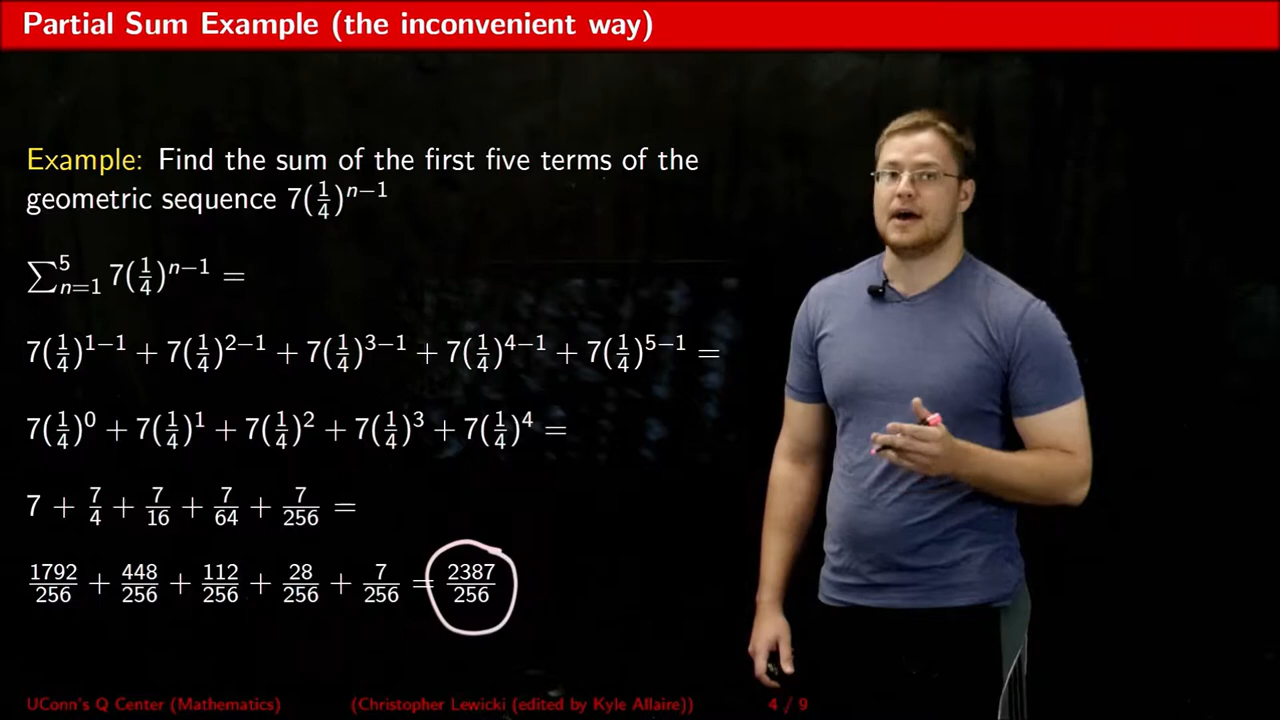 Partial Sum Example (the inconvenient way)
Example: Find the sum of the first five terms of the
geometric sequence 7(1/4)^{n−1}
∑_{n=1}^{5} 7(1/4)^{n−1} =
7(1/4)^{1−1} + 7(1/4)^{2−1} + 7(1/4)^{3−1} + 7(1/4)^{4−1} + 7(1/4)^{5−1} =
7(1/4)^0 + 7(1/4)^1 + 7(1/4)^2 + 7(1/4)^3 + 7(1/4)^4 =
7 + 7/4 + 7/16 + 7/64 + 7/256 =
1792/256 + 448/256 + 112/256 + 28/256 + 7/256 = 2387/256
UConn's Q Center (Mathematics) (Christopher Lewicki (edited by Kyle Allaire)) 4 / 9